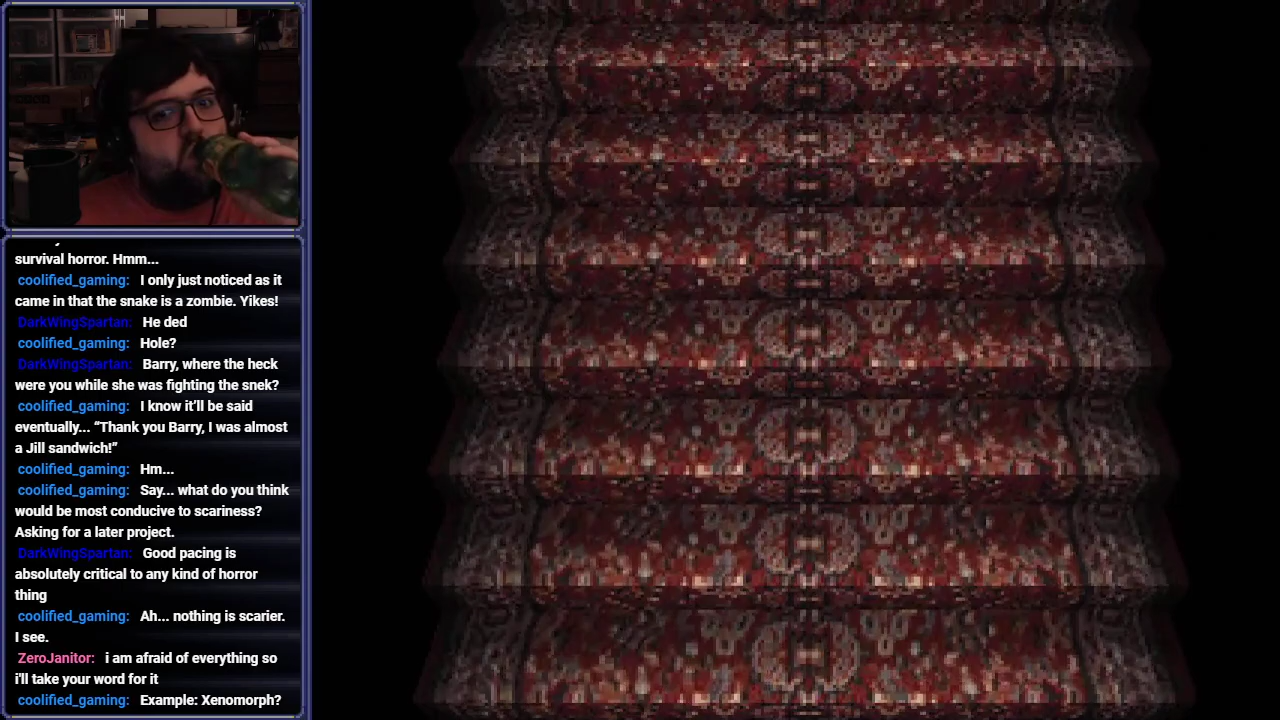 survival horror. Hmm...
coolified_gaming: I only just noticed as it
came in that the snake is a zombie. Yikes!
DarkWingSpartan: He ded
coolified_gaming: Hole?
DarkWingSpartan: Barry, where the heck
were you while she was fighting the snek?
coolified_gaming: I know it’ll be said
eventually... “Thank you Barry, I was almost
a Jill sandwich!”
coolified_gaming: Hm...
coolified_gaming: Say... what do you think
would be most conducive to scariness?
Asking for a later project.
DarkWingSpartan: Good pacing is
absolutely critical to any kind of horror
thing
coolified_gaming: Ah... nothing is scarier.
I see.
ZeroJanitor: i am afraid of everything so
i'll take your word for it
coolified_gaming: Example: Xenomorph?